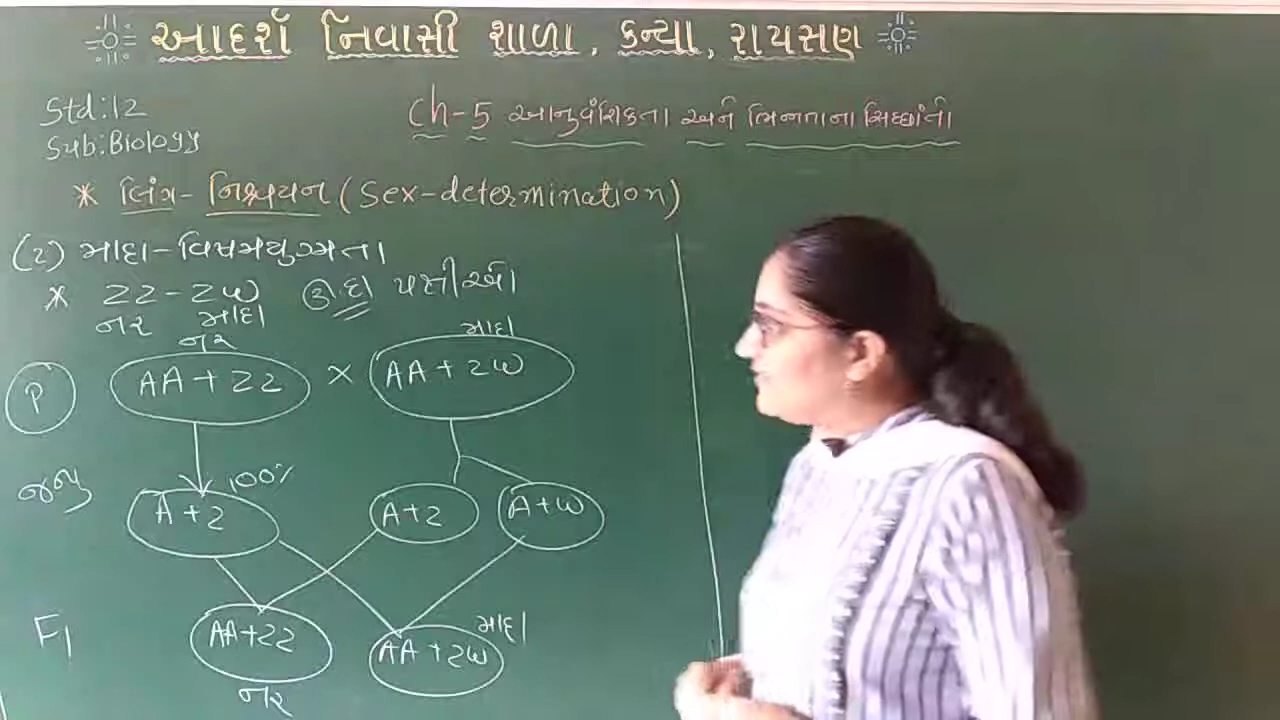 આદર્શ નિવાસી શાળા, કન્યા, રાયસણ
Std:12
Sub:Biology
Ch-5 આનુવંશિકતા અને ભિન્નતાના સિદ્ધાંતો
* લિંગ-નિશ્ચયન (Sex-determination)
(2) માદા-વિષમયુગ્મતા
* ZZ-ZW ઉ.દા પક્ષીઓ
નર માદા
નર માદા
P AA+ZZ × AA+ZW
જન્યુ A+Z 100% A+Z A+W
F1 AA+ZZ AA+ZW માદા
નર